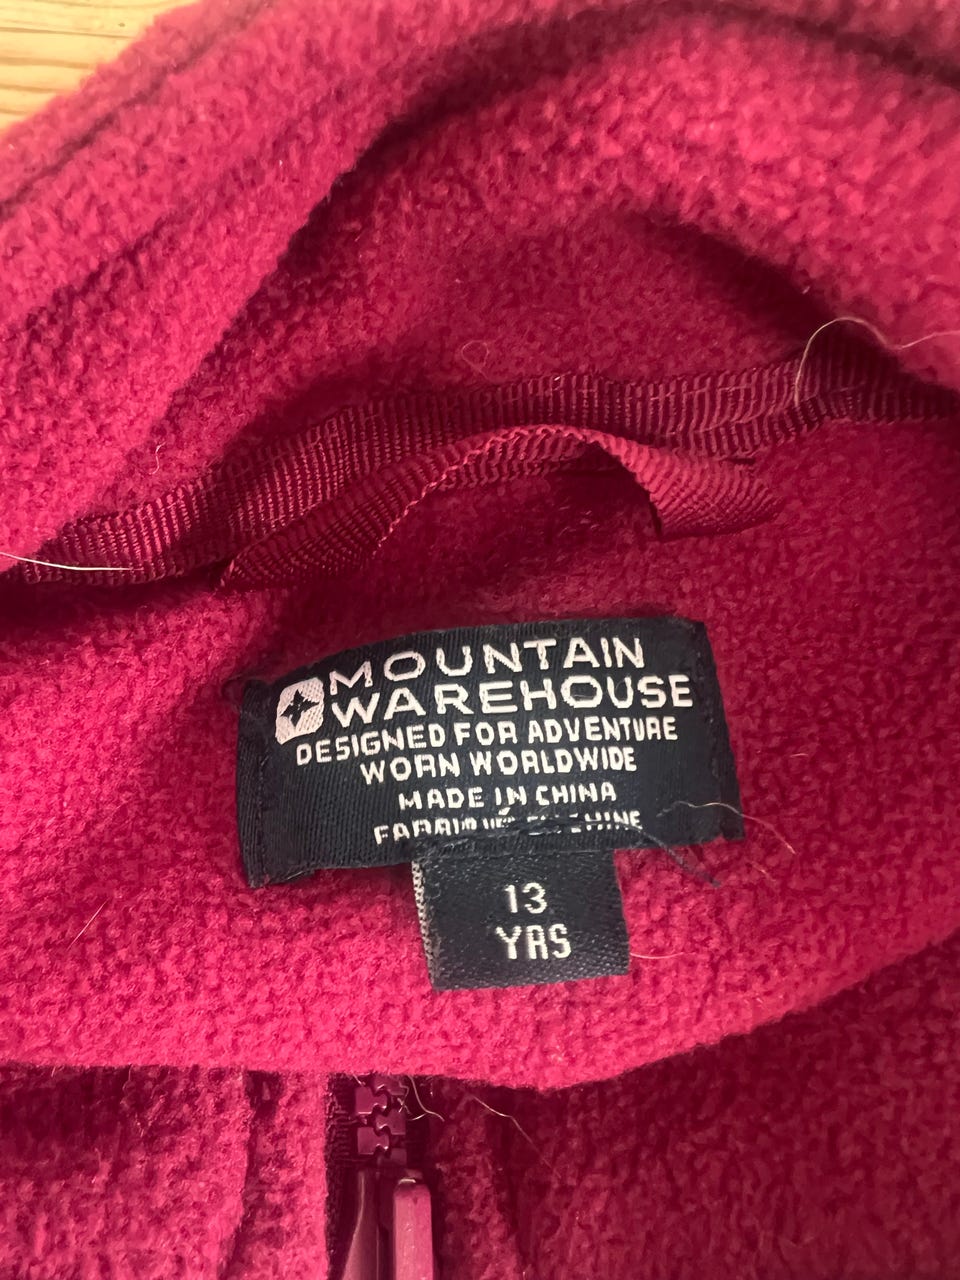 MOUNTAIN
WAREHOUSE
DESIGNED FOR ADVENTURE
WORN WORLDWIDE
MADE IN CHINA
13
YRS